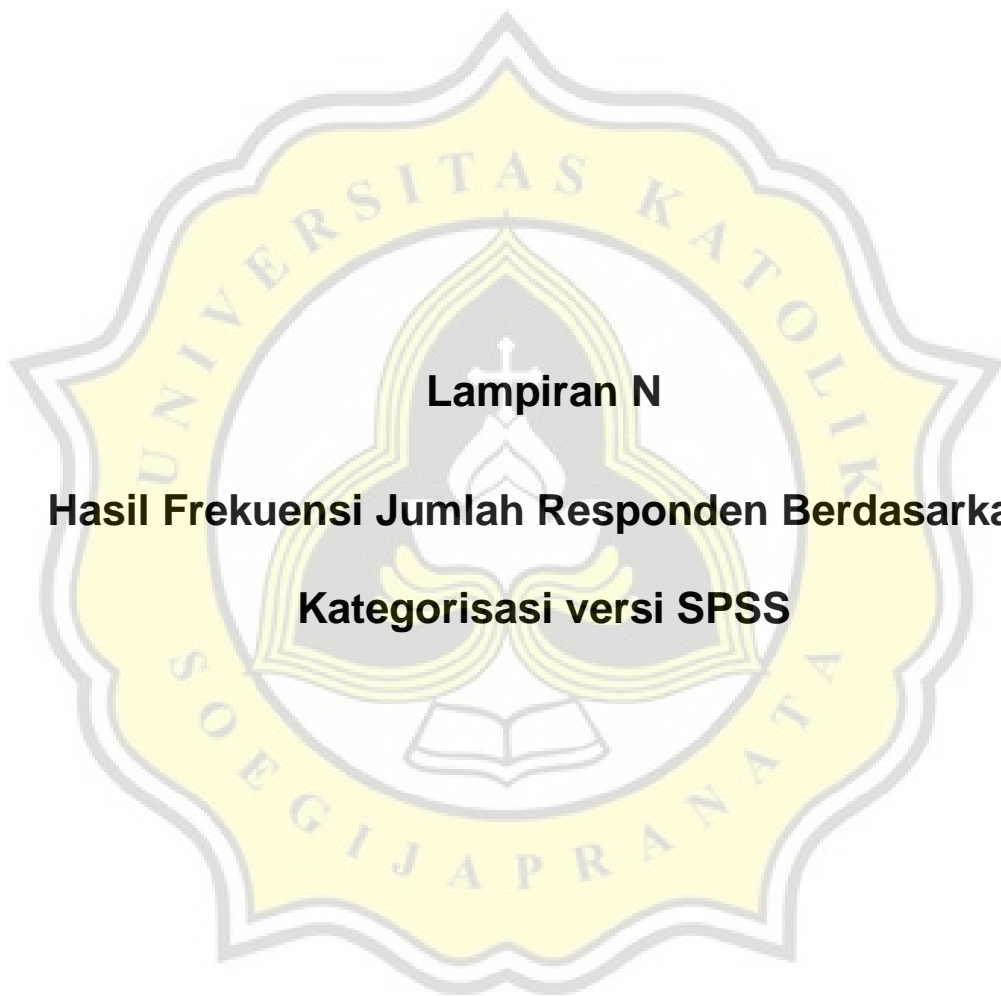 UNIVERSITAS KATOLIK
Lampiran N
Hasil Frekuensi Jumlah Responden Berdasarka
Kategorisasi versi SPSS
SOEGIJAPRANATA